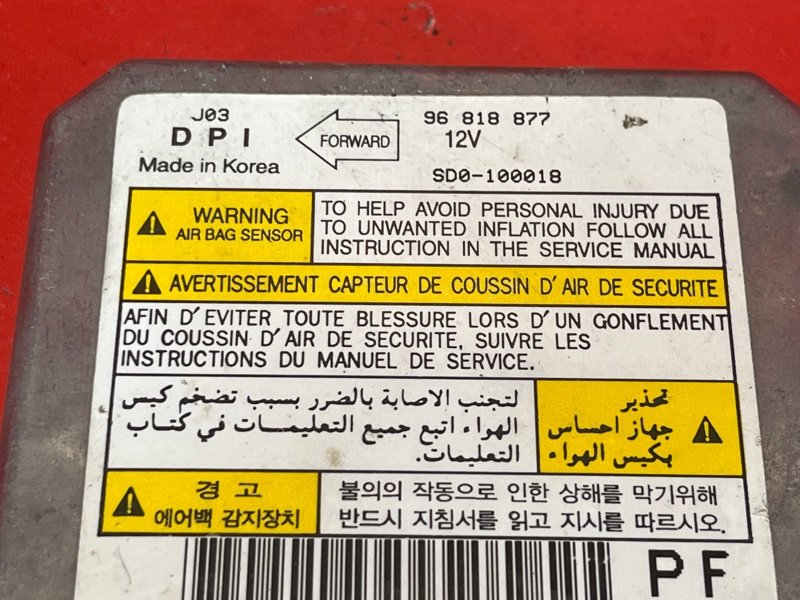 J03
DPI
Made in Korea
FORWARD
96 818 877
12V
SD0-100018
WARNING
AIR BAG SENSOR
TO HELP AVOID PERSONAL INJURY DUE
TO UNWANTED INFLATION FOLLOW ALL
INSTRUCTION IN THE SERVICE MANUAL
AVERTISSEMENT CAPTEUR DE COUSSIN D'AIR DE SECURITE
AFIN D'EVITER TOUTE BLESSURE LORS D'UN GONFLEMENT
DU COUSSIN D'AIR DE SECURITE, SUIVRE LES
INSTRUCTIONS DU MANUEL DE SERVICE.
تحذير
جهاز احساس
بكيس الهواء
لتجنب الاصابة بالضرر بسبب تضخم كيس
الهواء اتبع جميع التعليمات في كتاب
التعليمات.
경 고
에어백 감지장치
불의의 작동으로 인한 상해를 막기위해
반드시 지침서를 읽고 지시를 따르시오.
PF